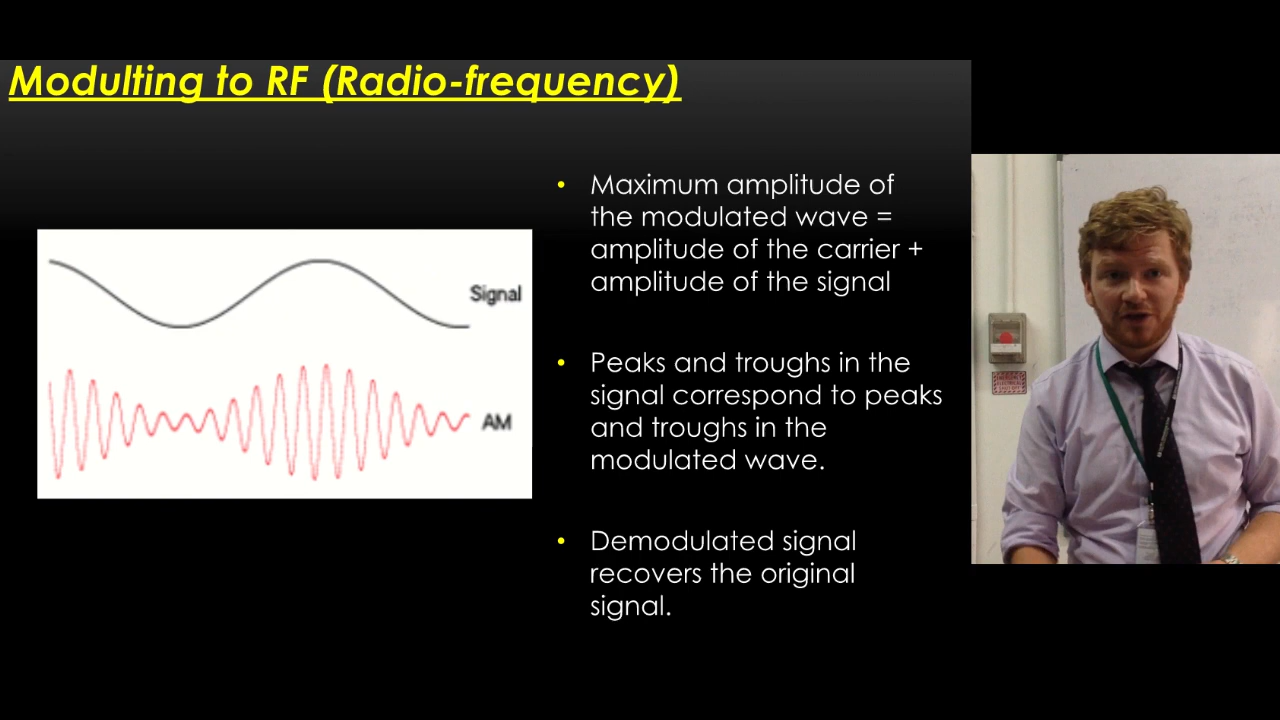 Modulting to RF (Radio-frequency)
• Maximum amplitude of
the modulated wave =
amplitude of the carrier +
amplitude of the signal
Signal
• Peaks and troughs in the
signal correspond to peaks
and troughs in the
modulated wave.
AM
• Demodulated signal
recovers the original
signal.